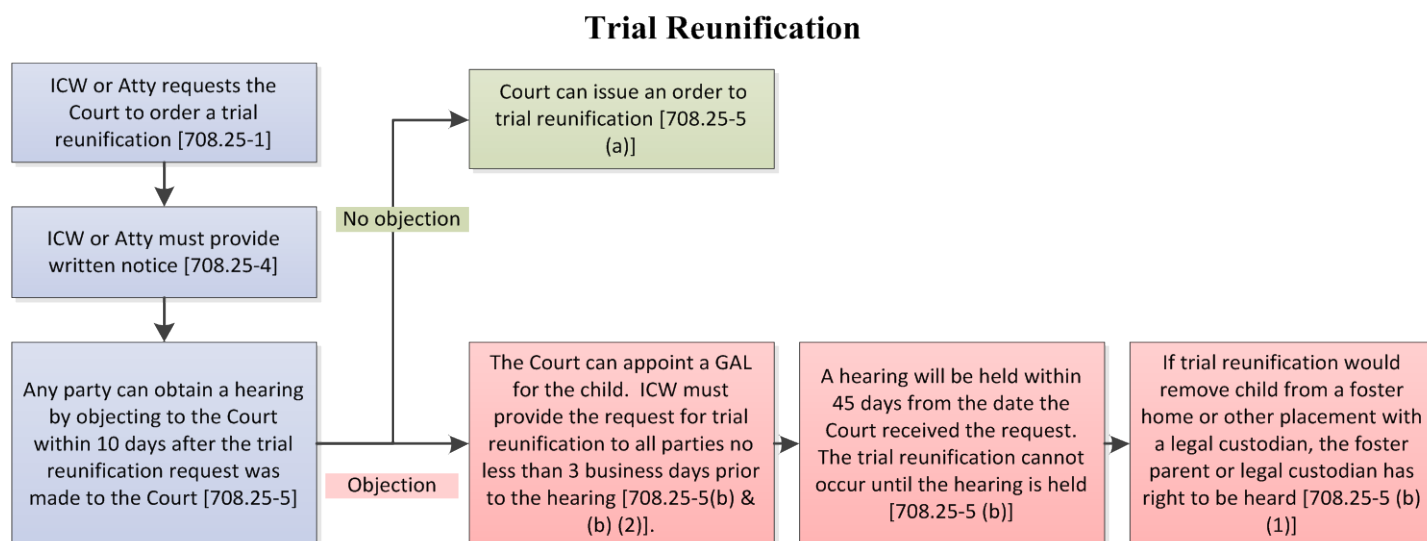 Trial Reunification
ICW or Atty requests the
Court to order a trial
reunification [708.25-1]
ICW or Atty must provide
written notice [708.25-4]
Any party can obtain a hearing
by objecting to the Court
within 10 days after the trial
reunification request was
made to the Court [708.25-5]
No objection
Court can issue an order to
trial reunification [708.25-5
(a)]
Objection
The Court can appoint a GAL
for the child.  ICW must
provide the request for trial
reunification to all parties no
less than 3 business days prior
to the hearing [708.25-5(b) &
(b) (2)].
A hearing will be held within
45 days from the date the
Court received the request.
The trial reunification cannot
occur until the hearing is held
[708.25-5 (b)]
If trial reunification would
remove child from a foster
home or other placement with
a legal custodian, the foster
parent or legal custodian has
right to be heard [708.25-5 (b)
(1)]